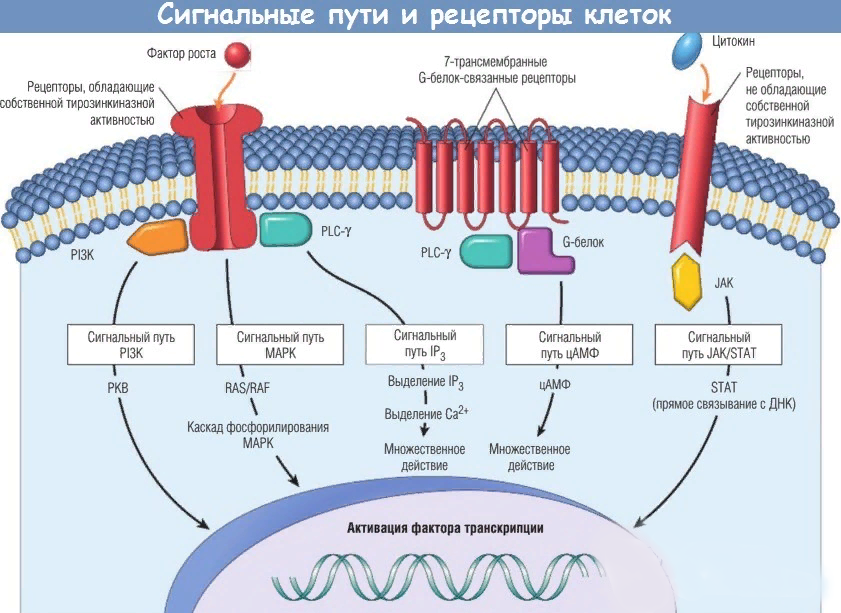 Сигнальные пути и рецепторы клеток
Фактор роста
Рецепторы, обладающие
собственной тирозинкиназной
активностью
7-трансмембранные
G-белок-связанные рецепторы
Цитокин
Рецепторы,
не обладающие
собственной
тирозинкиназной
активностью
PI3K
PLC-γ
PLC-γ
G-белок
JAK
Сигнальный путь
PI3K
Сигнальный путь
МАРК
Сигнальный
путь IP₃
Сигнальный
путь цАМФ
Сигнальный
путь JAK/STAT
PKB
RAS/RAF
Каскад фосфорилирования
МАРК
Выделение IP₃
Выделение Ca²⁺
Множественное
действие
цАМФ
Множественное
действие
STAT
(прямое связывание с ДНК)
Активация фактора транскрипции